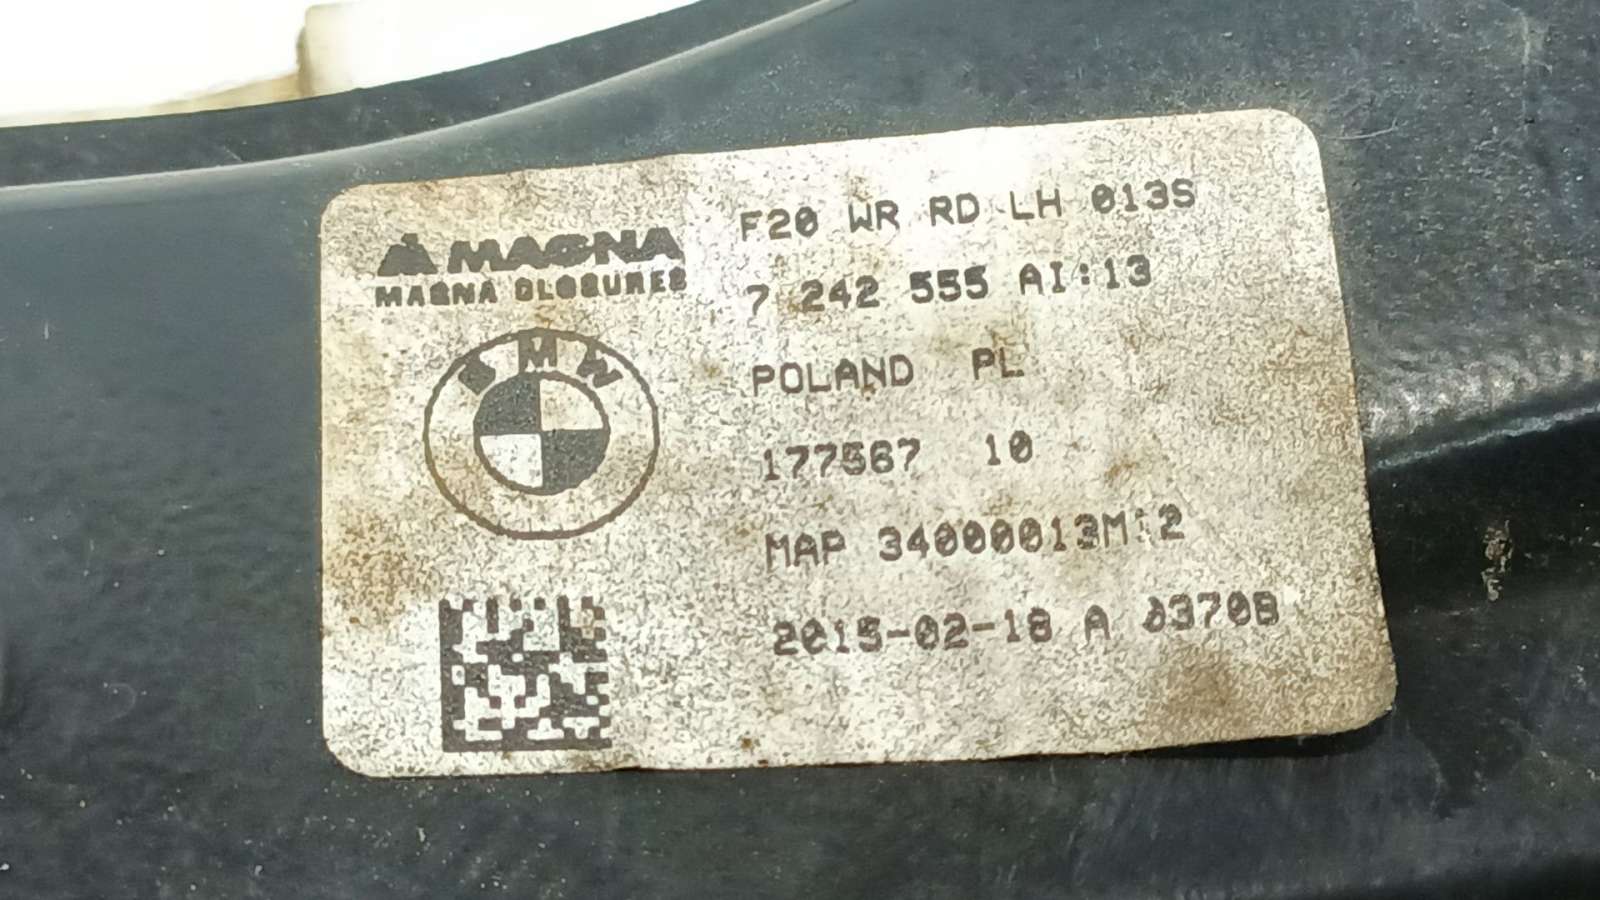 MAGNA
MAGNA CLOSURES
BMW
F20 WR RD LH 013S
7 242 555 AI:13
POLAND PL
177567 10
MAP 34000013M:2
2015-02-18 A 03708